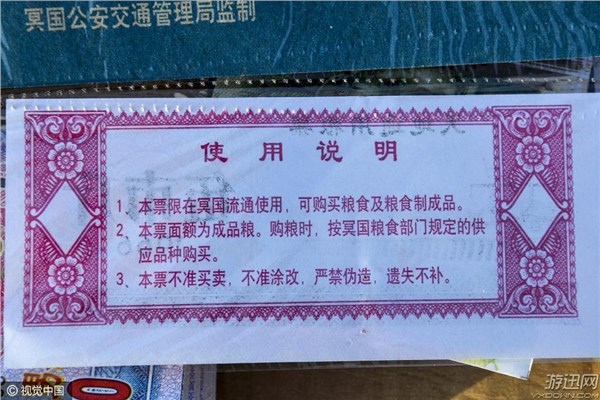 冥国公安交通管理局监制
使用说明
1、本票限在冥国流通使用，可购买粮食及粮食制成品。
2、本票面额为成品粮。购粮时，按冥国粮食部门规定的供
应品种购买。
3、本票不准买卖，不准涂改，严禁伪造，遗失不补。
© 视觉中国
游迅网
YXDOWN.COM